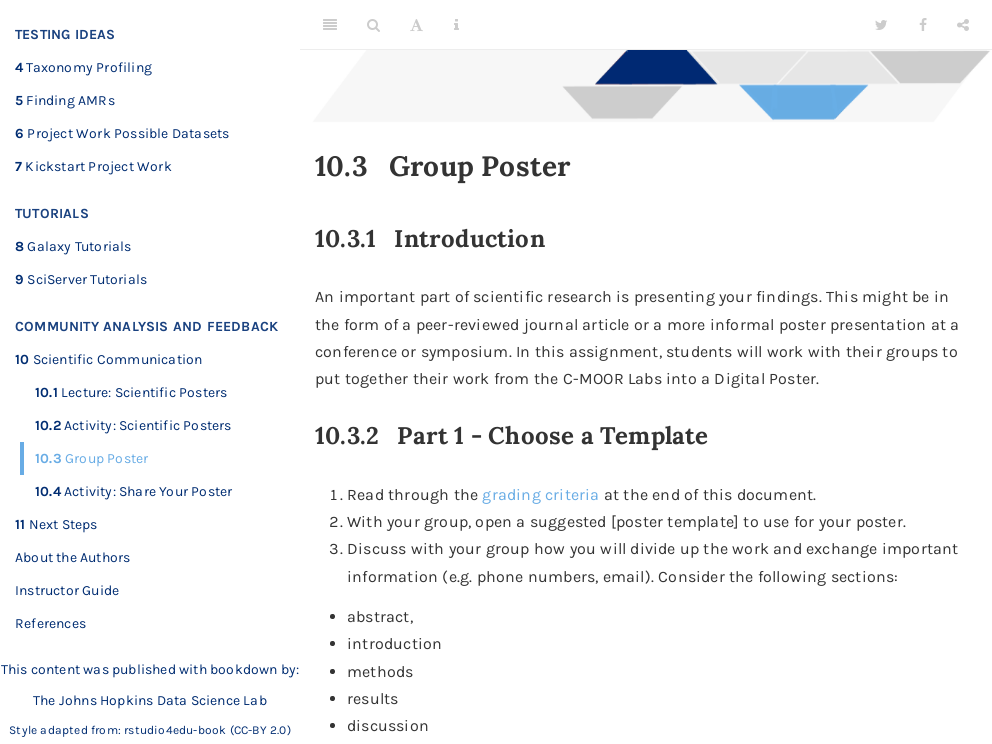 TESTING IDEAS
4 Taxonomy Profiling
5 Finding AMRs
6 Project Work Possible Datasets
7 Kickstart Project Work
TUTORIALS
8 Galaxy Tutorials
9 SciServer Tutorials
COMMUNITY ANALYSIS AND FEEDBACK
10 Scientific Communication
10.1 Lecture: Scientific Posters
10.2 Activity: Scientific Posters
10.3 Group Poster
10.4 Activity: Share Your Poster
11 Next Steps
About the Authors
Instructor Guide
References
This content was published with bookdown by:
The Johns Hopkins Data Science Lab
Style adapted from: rstudio4edu-book (CC-BY 2.0)
10.3 Group Poster
10.3.1 Introduction
An important part of scientific research is presenting your findings. This might be in
the form of a peer-reviewed journal article or a more informal poster presentation at a
conference or symposium. In this assignment, students will work with their groups to
put together their work from the C-MOOR Labs into a Digital Poster.
10.3.2 Part 1 - Choose a Template
1. Read through the grading criteria at the end of this document.
2. With your group, open a suggested [poster template] to use for your poster.
3. Discuss with your group how you will divide up the work and exchange important
information (e.g. phone numbers, email). Consider the following sections:
• abstract,
• introduction
• methods
• results
• discussion